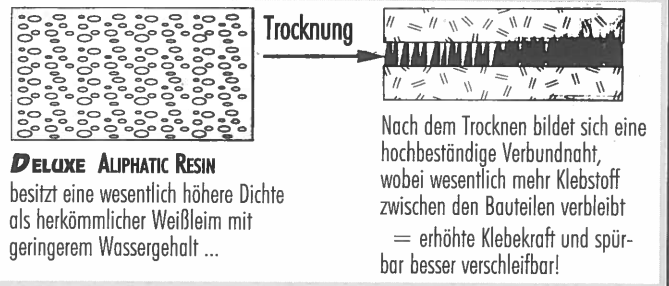 Trocknung
DELUXE ALIPHATIC RESIN
besitzt eine wesentlich höhere Dichte
als herkömmlicher Weißleim mit
geringerem Wassergehalt ...
Nach dem Trocknen bildet sich eine
hochbeständige Verbundnaht,
wobei wesentlich mehr Klebstoff
zwischen den Bauteilen verbleibt
= erhöhte Klebekraft und spür-
bar besser verschleifbar!